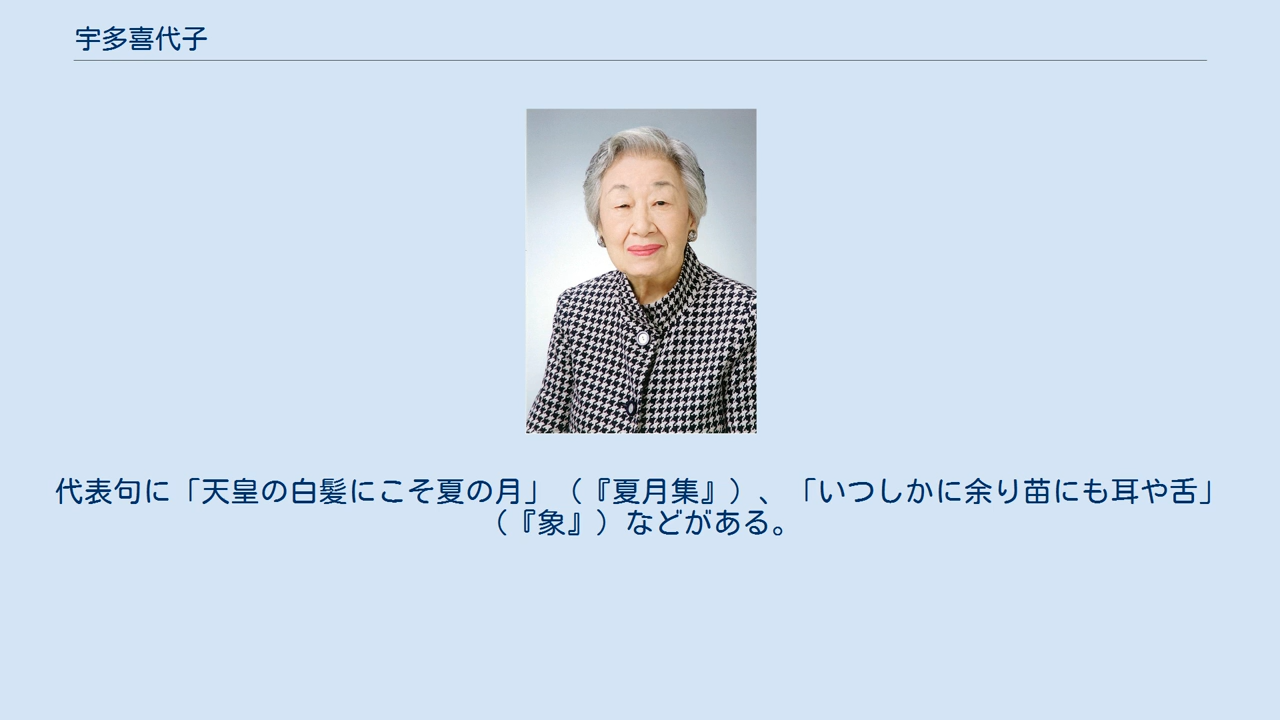 宇多喜代子
代表句に「天皇の白髪にこそ夏の月」（『夏月集』）、「いつしかに余り苗にも耳や舌」
（『象』）などがある。